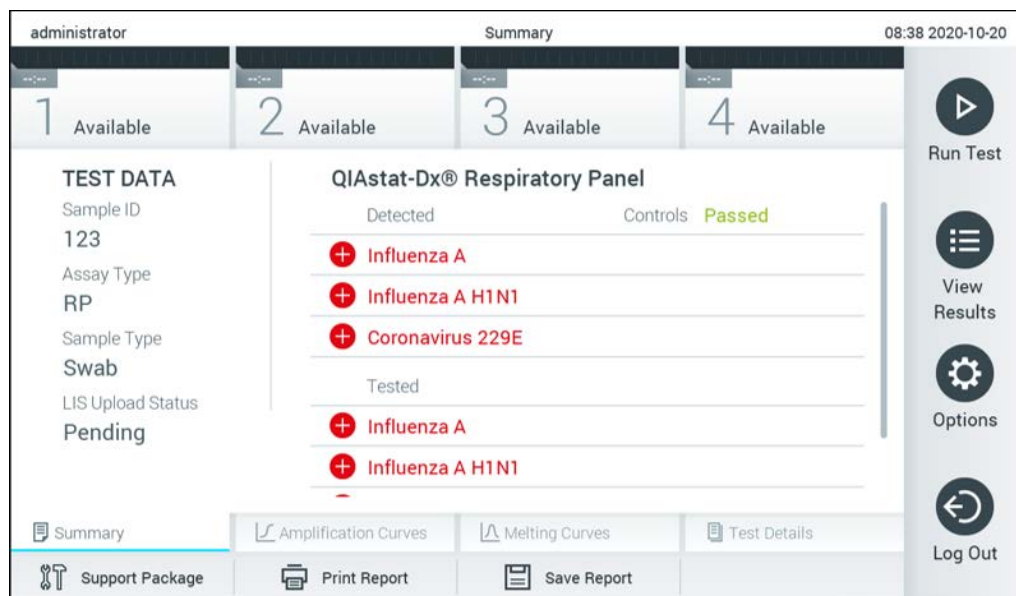 administrator Summary 08:38 2020-10-20
--:-- --:-- --:-- --:--
1 Available 2 Available 3 Available 4 Available
Run Test
TEST DATA
Sample ID
123
Assay Type
RP
Sample Type
Swab
LIS Upload Status
Pending
QIAstat-Dx® Respiratory Panel
Detected Controls Passed
Influenza A
Influenza A H1N1
Coronavirus 229E
Tested
Influenza A
Influenza A H1N1
View
Results
Options
Log Out
Summary Amplification Curves Melting Curves Test Details
Support Package Print Report Save Report